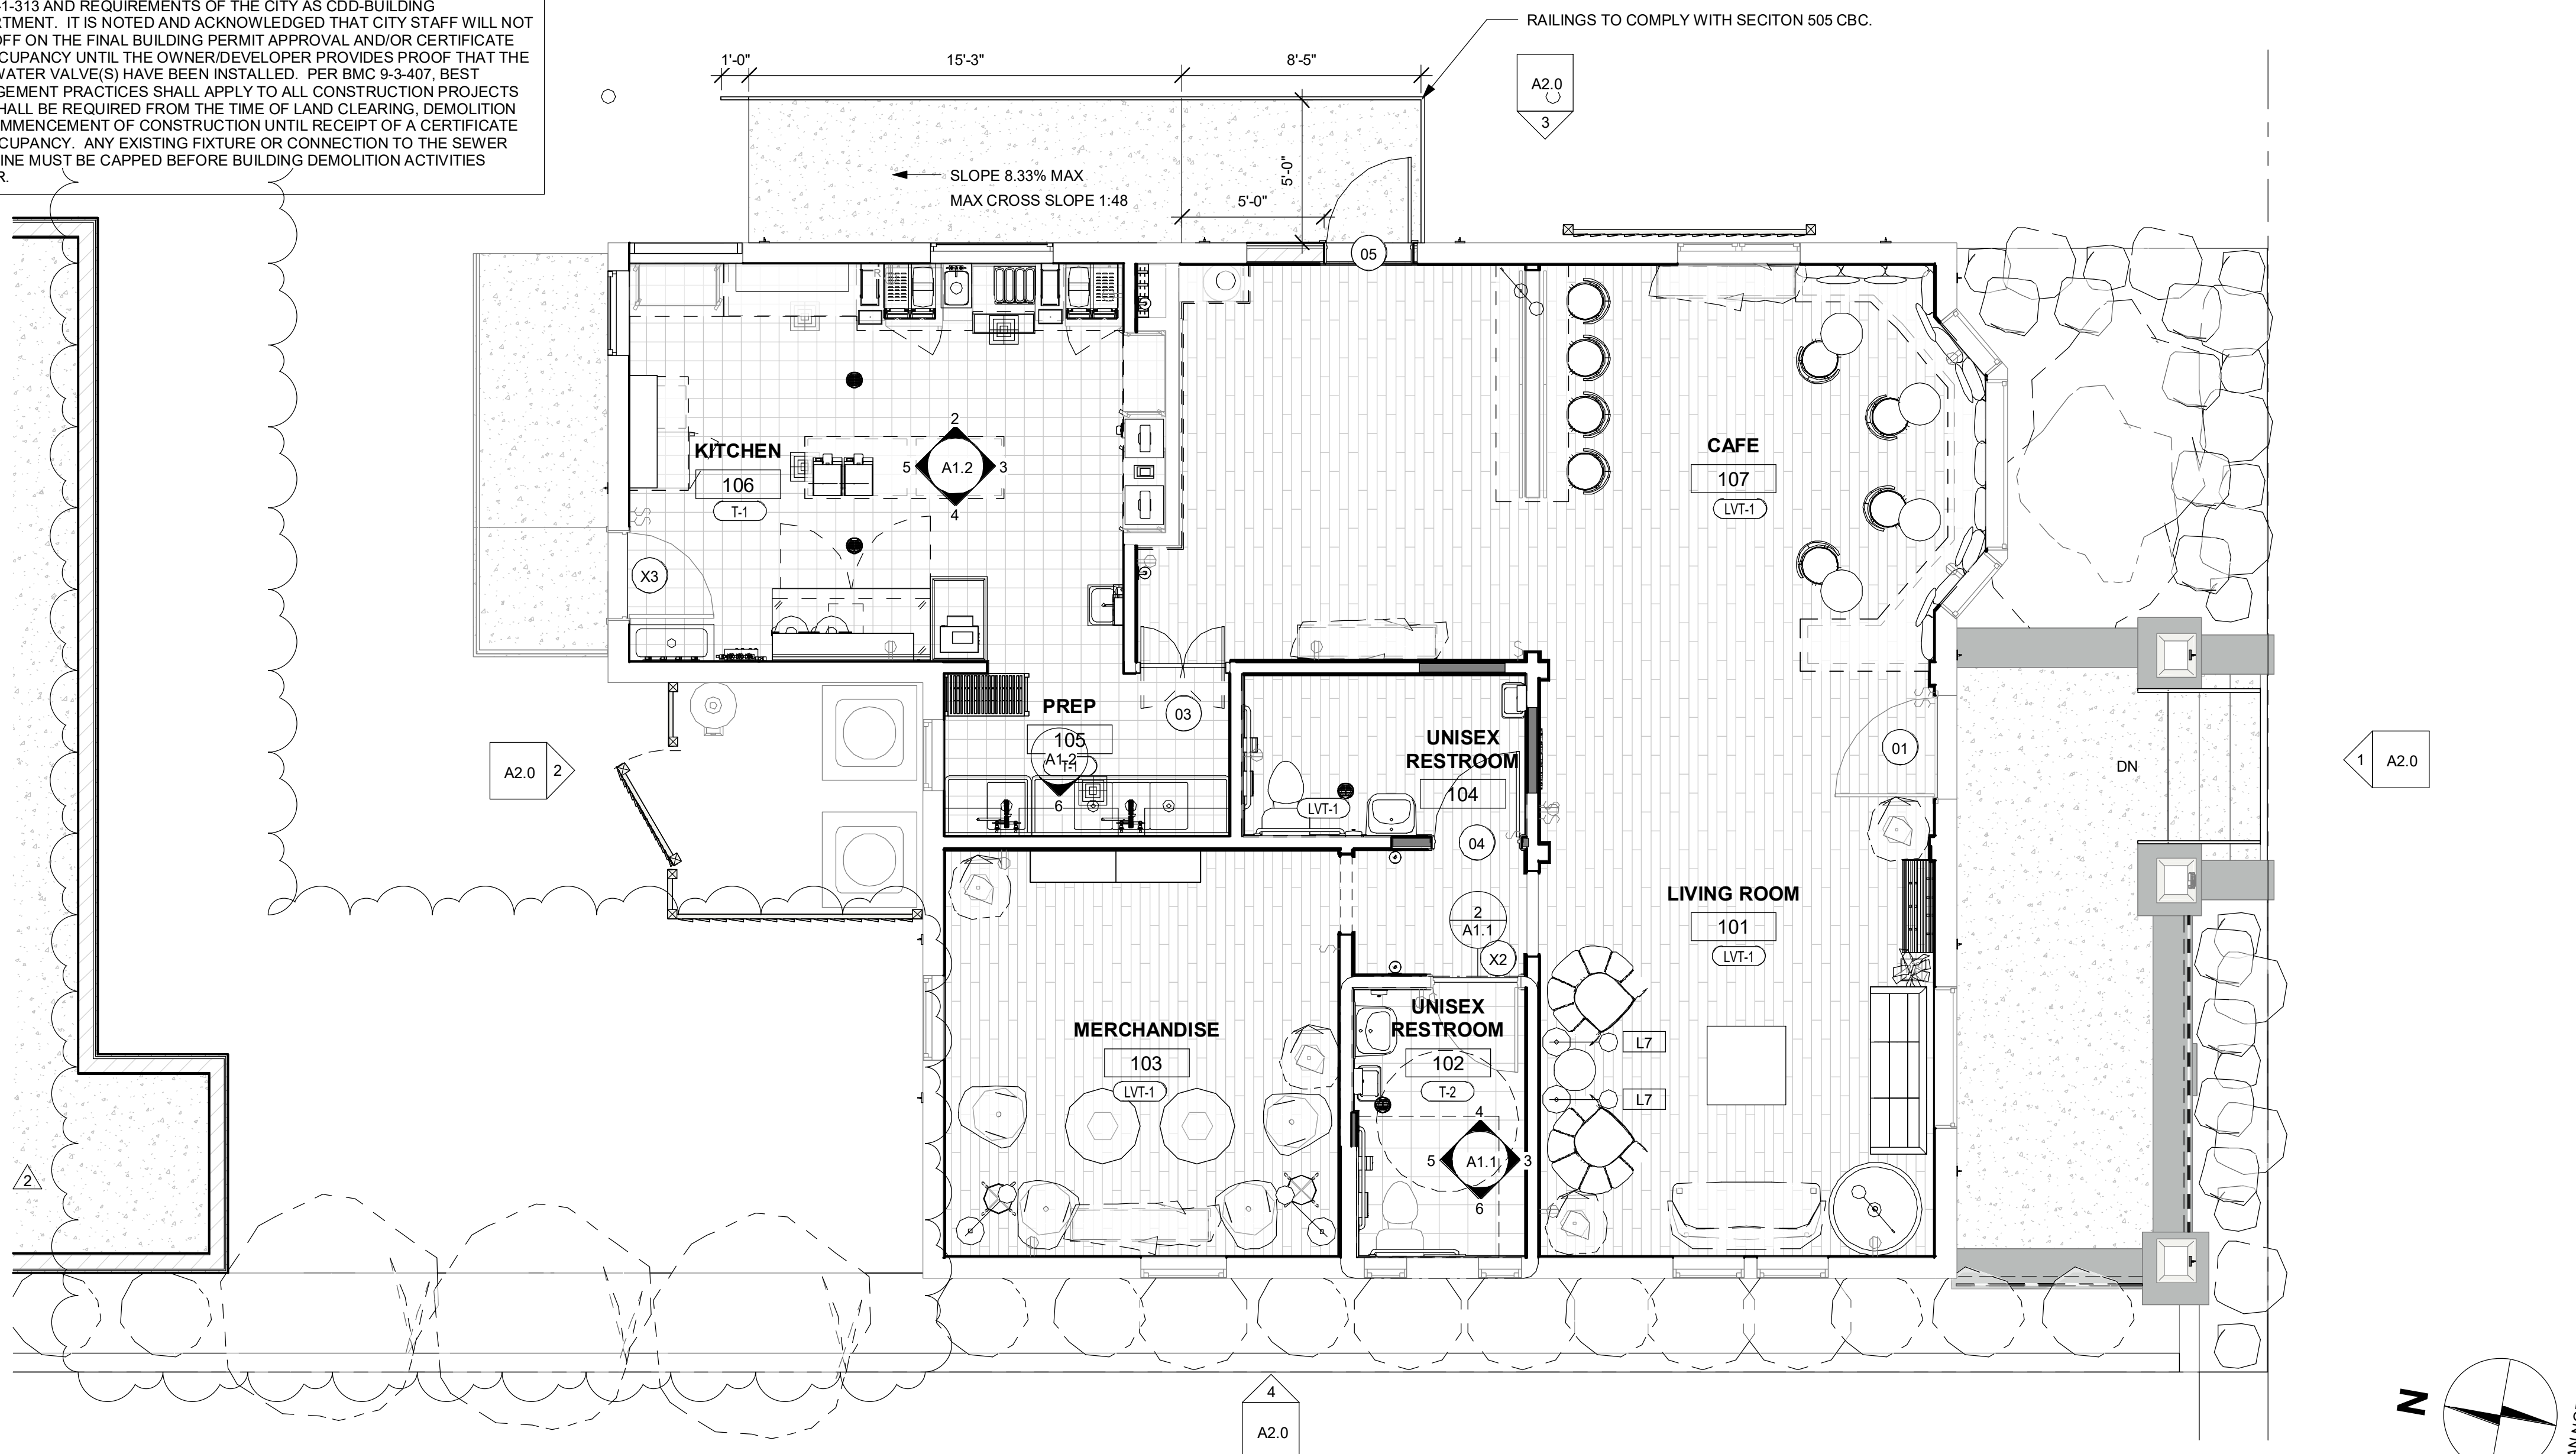 -1-313 AND REQUIREMENTS OF THE CITY AS CDD-BUILDING
RTMENT.  IT IS NOTED AND ACKNOWLEDGED THAT CITY STAFF WILL NOT
OFF ON THE FINAL BUILDING PERMIT APPROVAL AND/OR CERTIFICATE
CUPANCY UNTIL THE OWNER/DEVELOPER PROVIDES PROOF THAT THE
WATER VALVE(S) HAVE BEEN INSTALLED.  PER BMC 9-3-407, BEST
GEMENT PRACTICES SHALL APPLY TO ALL CONSTRUCTION PROJECTS
HALL BE REQUIRED FROM THE TIME OF LAND CLEARING, DEMOLITION
MMENCEMENT OF CONSTRUCTION UNTIL RECEIPT OF A CERTIFICATE
CUPANCY.  ANY EXISTING FIXTURE OR CONNECTION TO THE SEWER
INE MUST BE CAPPED BEFORE BUILDING DEMOLITION ACTIVITIES
R.
RAILINGS TO COMPLY WITH SECITON 505 CBC.
1'-0"
15'-3"
8'-5"
A2.0
3
5'-0"
SLOPE 8.33% MAX
MAX CROSS SLOPE 1:48
5'-0"
05
R
KITCHEN
106
T-1
2
5
A1.2
3
4
X3
CAFE
107
LVT-1
PREP
105
A1.2
T-1
6
03
UNISEX
RESTROOM
104
LVT-1
04
01
DN
A2.0
2
1
A2.0
LIVING ROOM
101
LVT-1
2
A1.1
X2
MERCHANDISE
103
LVT-1
UNISEX
RESTROOM
102
T-2
L7
L7
4
5
A1.1
3
6
2
4
A2.0
N